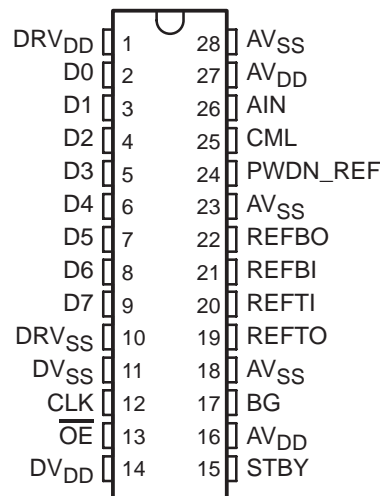 DRVDD 1 28 AVSS
D0 2 27 AVDD
D1 3 26 AIN
D2 4 25 CML
D3 5 24 PWDN_REF
D4 6 23 AVSS
D5 7 22 REFBO
D6 8 21 REFBI
D7 9 20 REFTI
DRVSS 10 19 REFTO
DVSS 11 18 AVSS
CLK 12 17 BG
OE 13 16 AVDD
DVDD 14 15 STBY